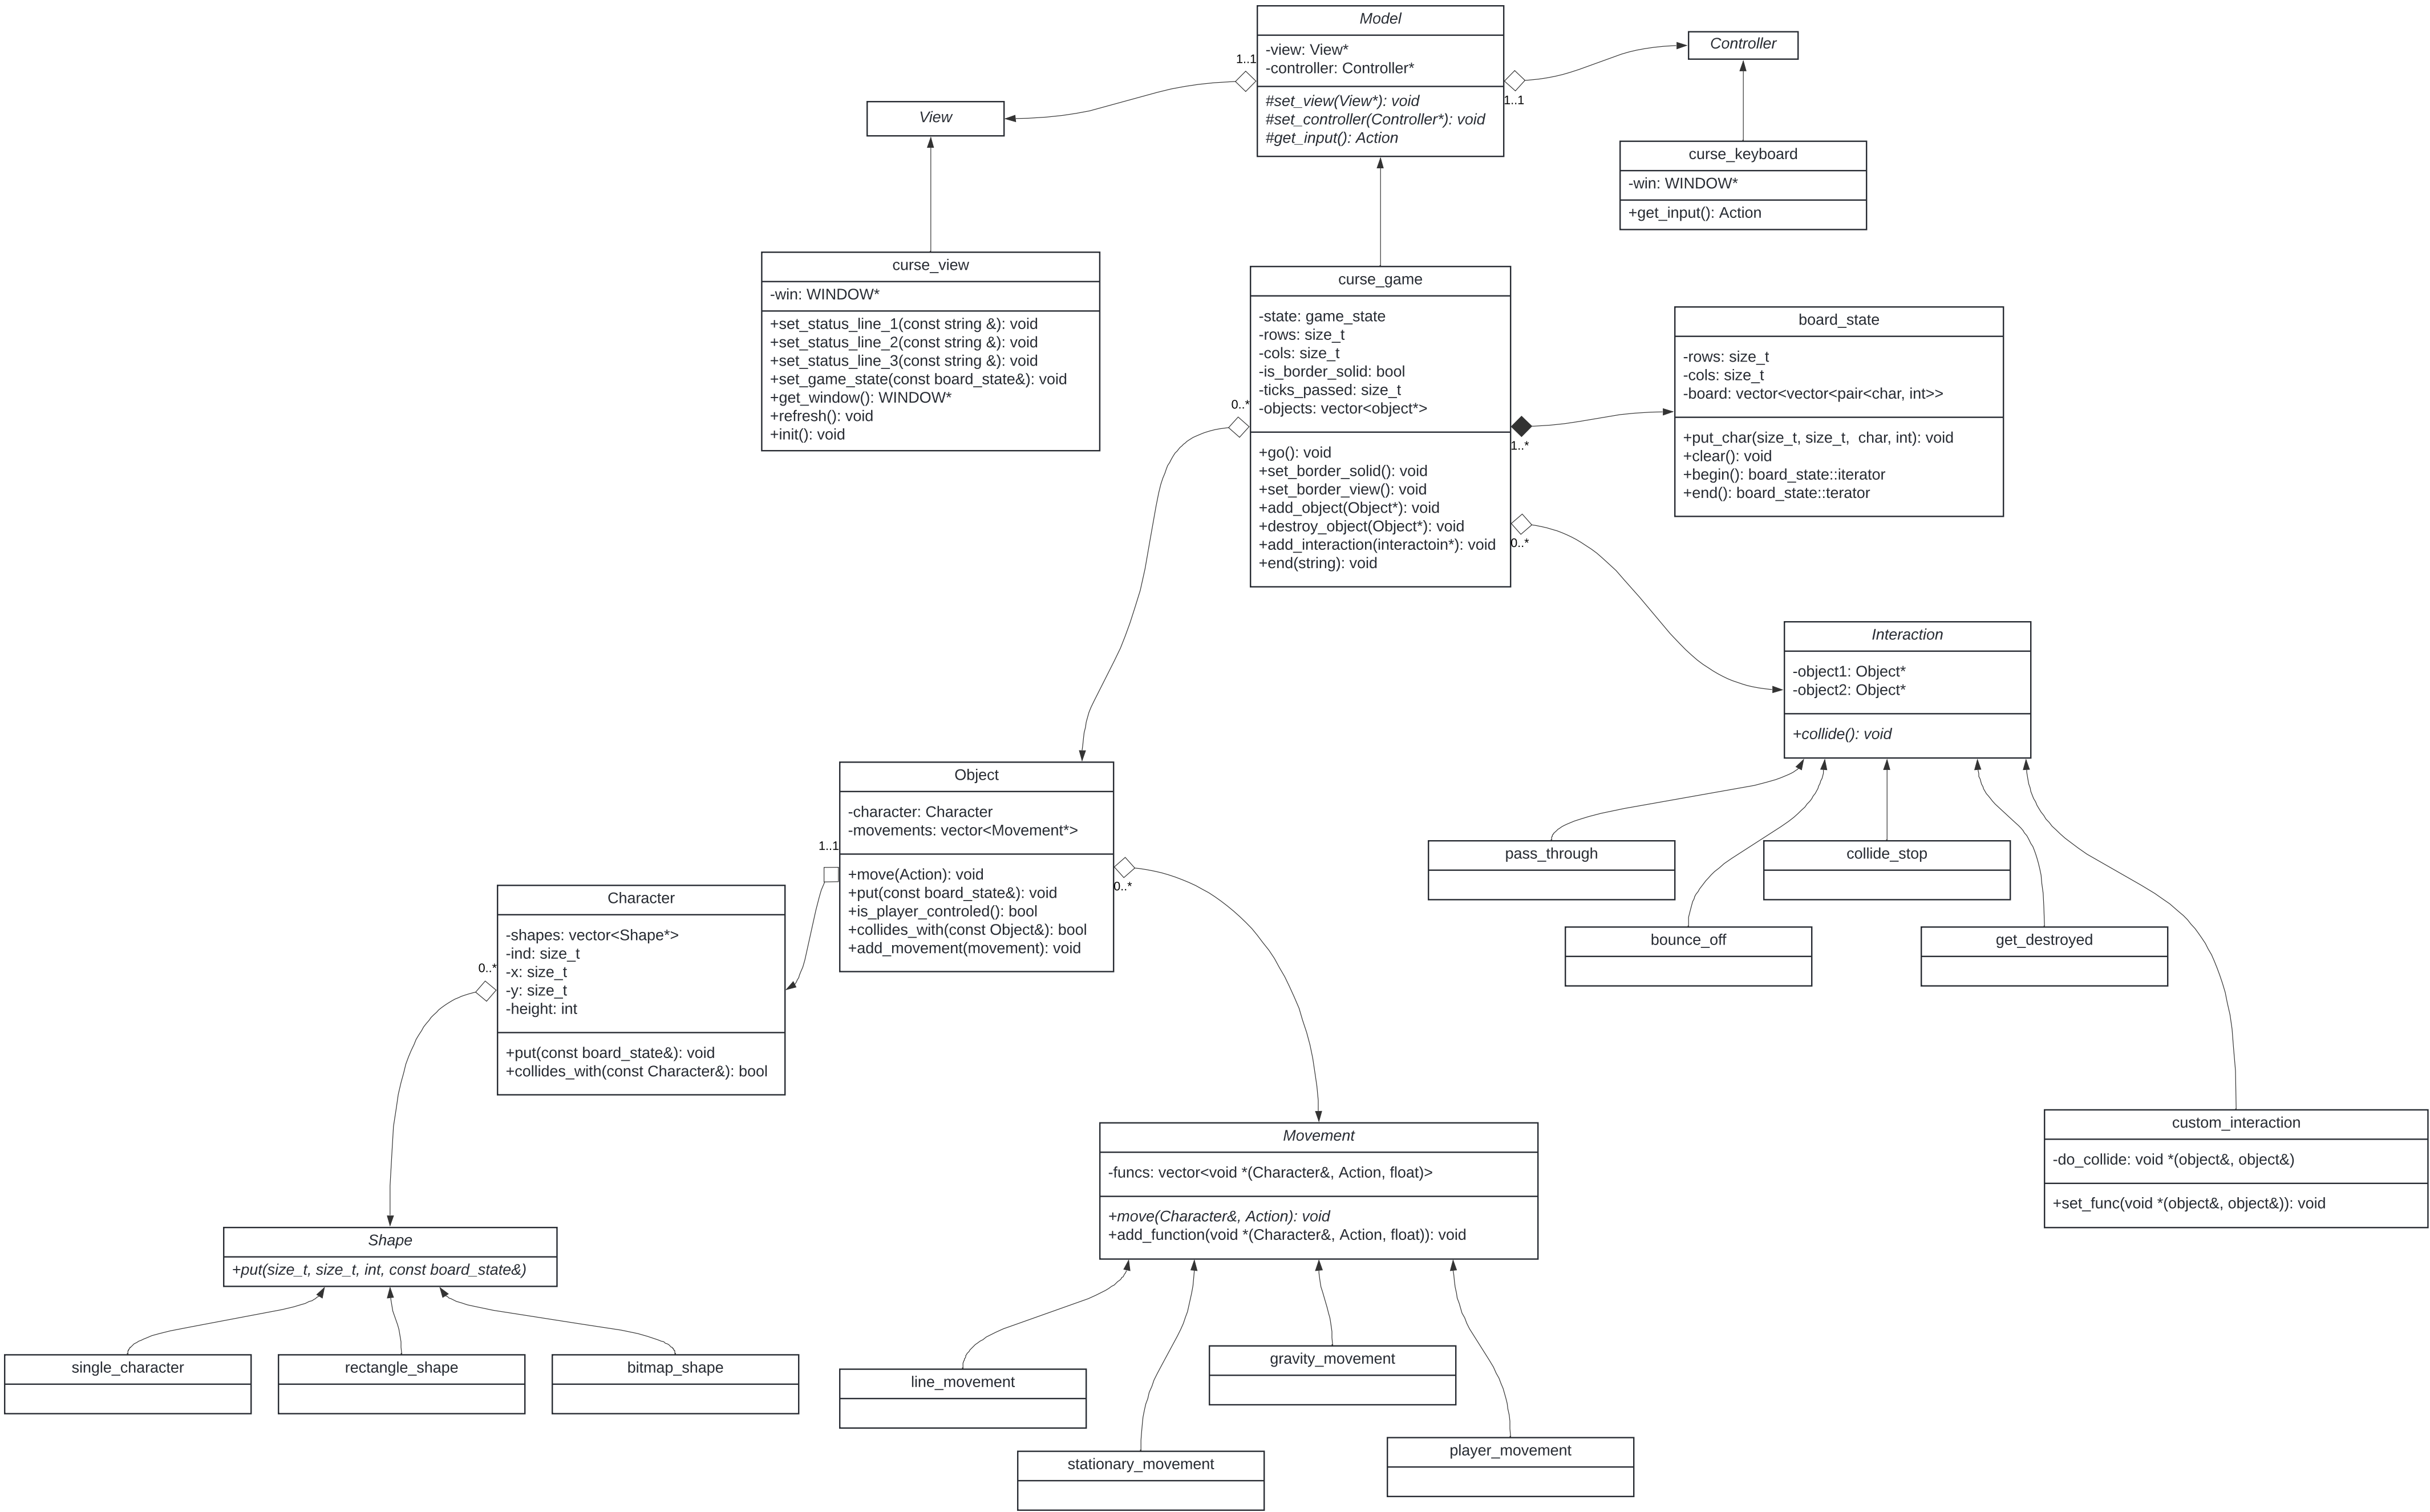 Model
-view: View*
-controller: Controller*
#set_view(View*): void
#set_controller(Controller*): void
#get_input(): Action
1..1
1..1
Controller
View
curse_keyboard
-win: WINDOW*
+get_input(): Action
curse_view
-win: WINDOW*
+set_status_line_1(const string &): void
+set_status_line_2(const string &): void
+set_status_line_3(const string &): void
+set_game_state(const board_state&): void
+get_window(): WINDOW*
+refresh(): void
+init(): void
curse_game
-state: game_state
-rows: size_t
-cols: size_t
-is_border_solid: bool
-ticks_passed: size_t
-objects: vector<object*>
+go(): void
+set_border_solid(): void
+set_border_view(): void
+add_object(Object*): void
+destroy_object(Object*): void
+add_interaction(interactoin*): void
+end(string): void
0..*
1..*
0..*
board_state
-rows: size_t
-cols: size_t
-board: vector<vector<pair<char, int>>
+put_char(size_t, size_t,  char, int): void
+clear(): void
+begin(): board_state::iterator
+end(): board_state::terator
Interaction
-object1: Object*
-object2: Object*
+collide(): void
Object
-character: Character
-movements: vector<Movement*>
+move(Action): void
+put(const board_state&): void
+is_player_controled(): bool
+collides_with(const Object&): bool
+add_movement(movement): void
1..1
0..*
pass_through
collide_stop
bounce_off
get_destroyed
Character
-shapes: vector<Shape*>
-ind: size_t
-x: size_t
-y: size_t
-height: int
+put(const board_state&): void
+collides_with(const Character&): bool
0..*
custom_interaction
-do_collide: void *(object&, object&)
+set_func(void *(object&, object&)): void
Movement
-funcs: vector<void *(Character&, Action, float)>
+move(Character&, Action): void
+add_function(void *(Character&, Action, float)): void
Shape
+put(size_t, size_t, int, const board_state&)
single_character
rectangle_shape
bitmap_shape
line_movement
gravity_movement
stationary_movement
player_movement